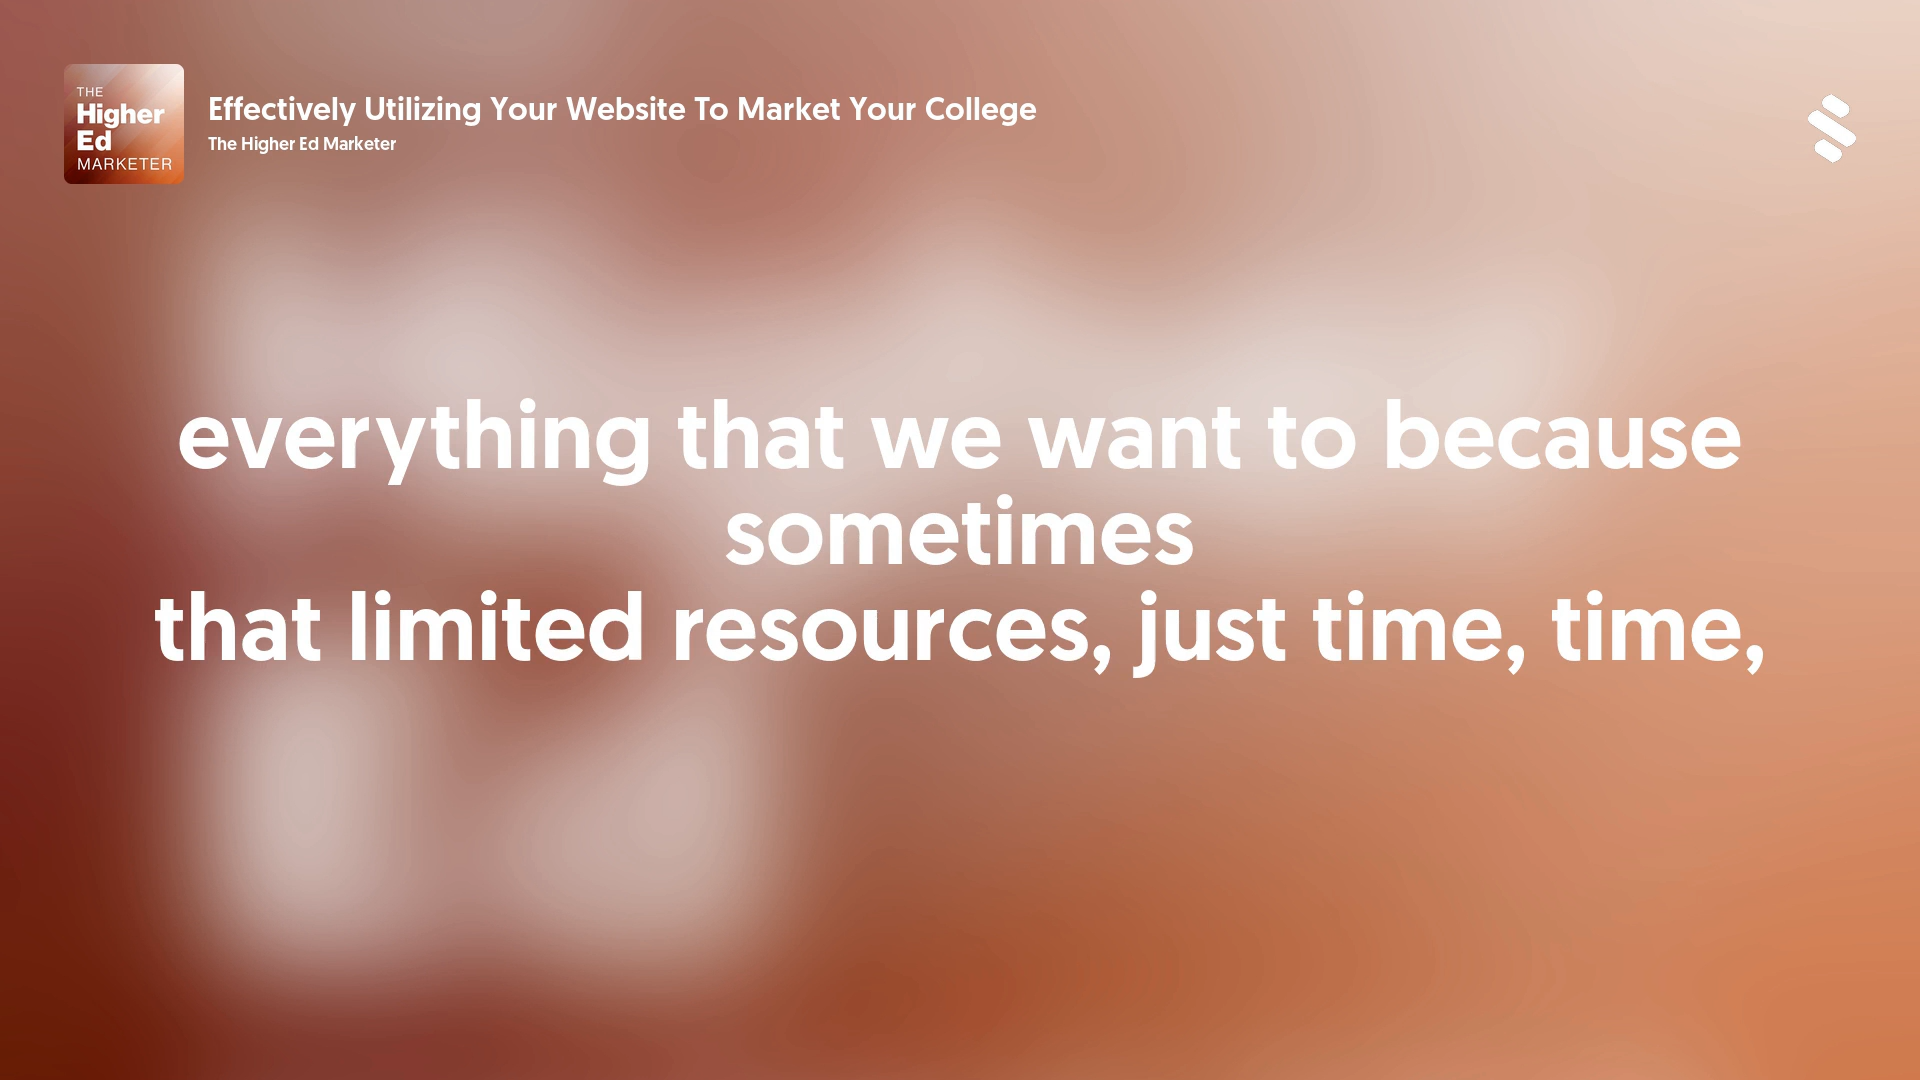 THE
Higher
Ed
MARKETER
Effectively Utilizing Your Website To Market Your College
The Higher Ed Marketer
everything that we want to because
sometimes
that limited resources, just time, time,